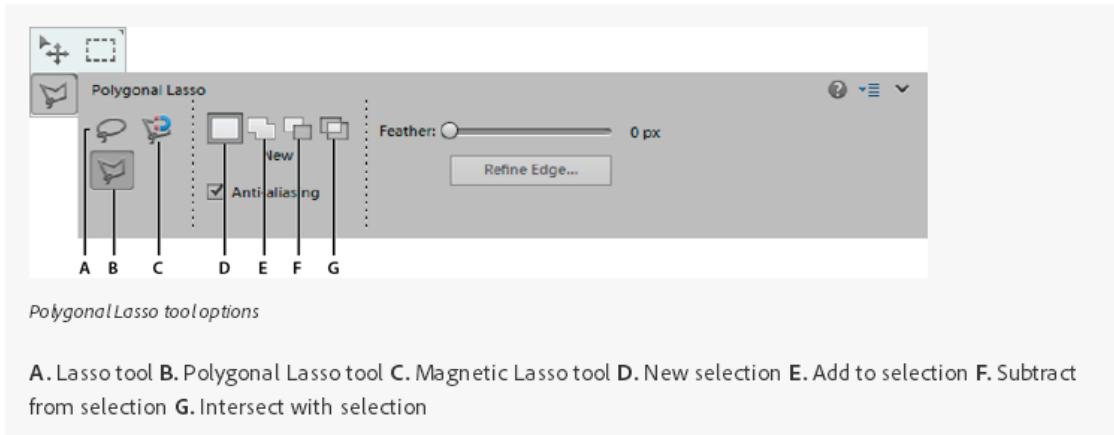 Polygonal Lasso
Feather: 0 px
New
Refine Edge...
Anti-aliasing
A B C D E F G
Polygonal Lasso tool options
A. Lasso tool B. Polygonal Lasso tool C. Magnetic Lasso tool D. New selection E. Add to selection F. Subtract
from selection G. Intersect with selection